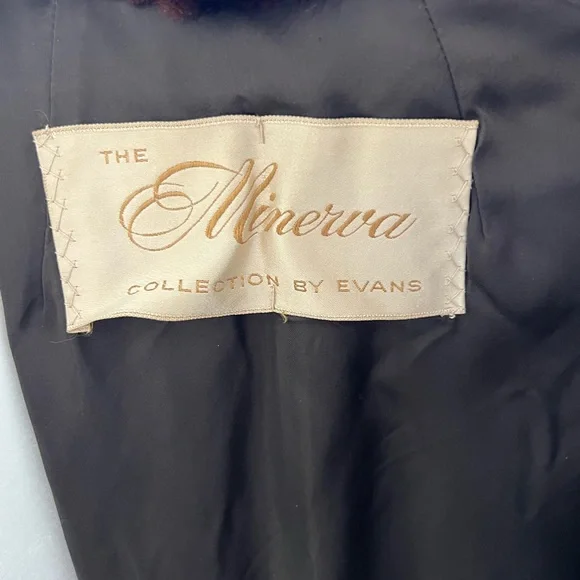 THE
Minerva
COLLECTION BY EVANS